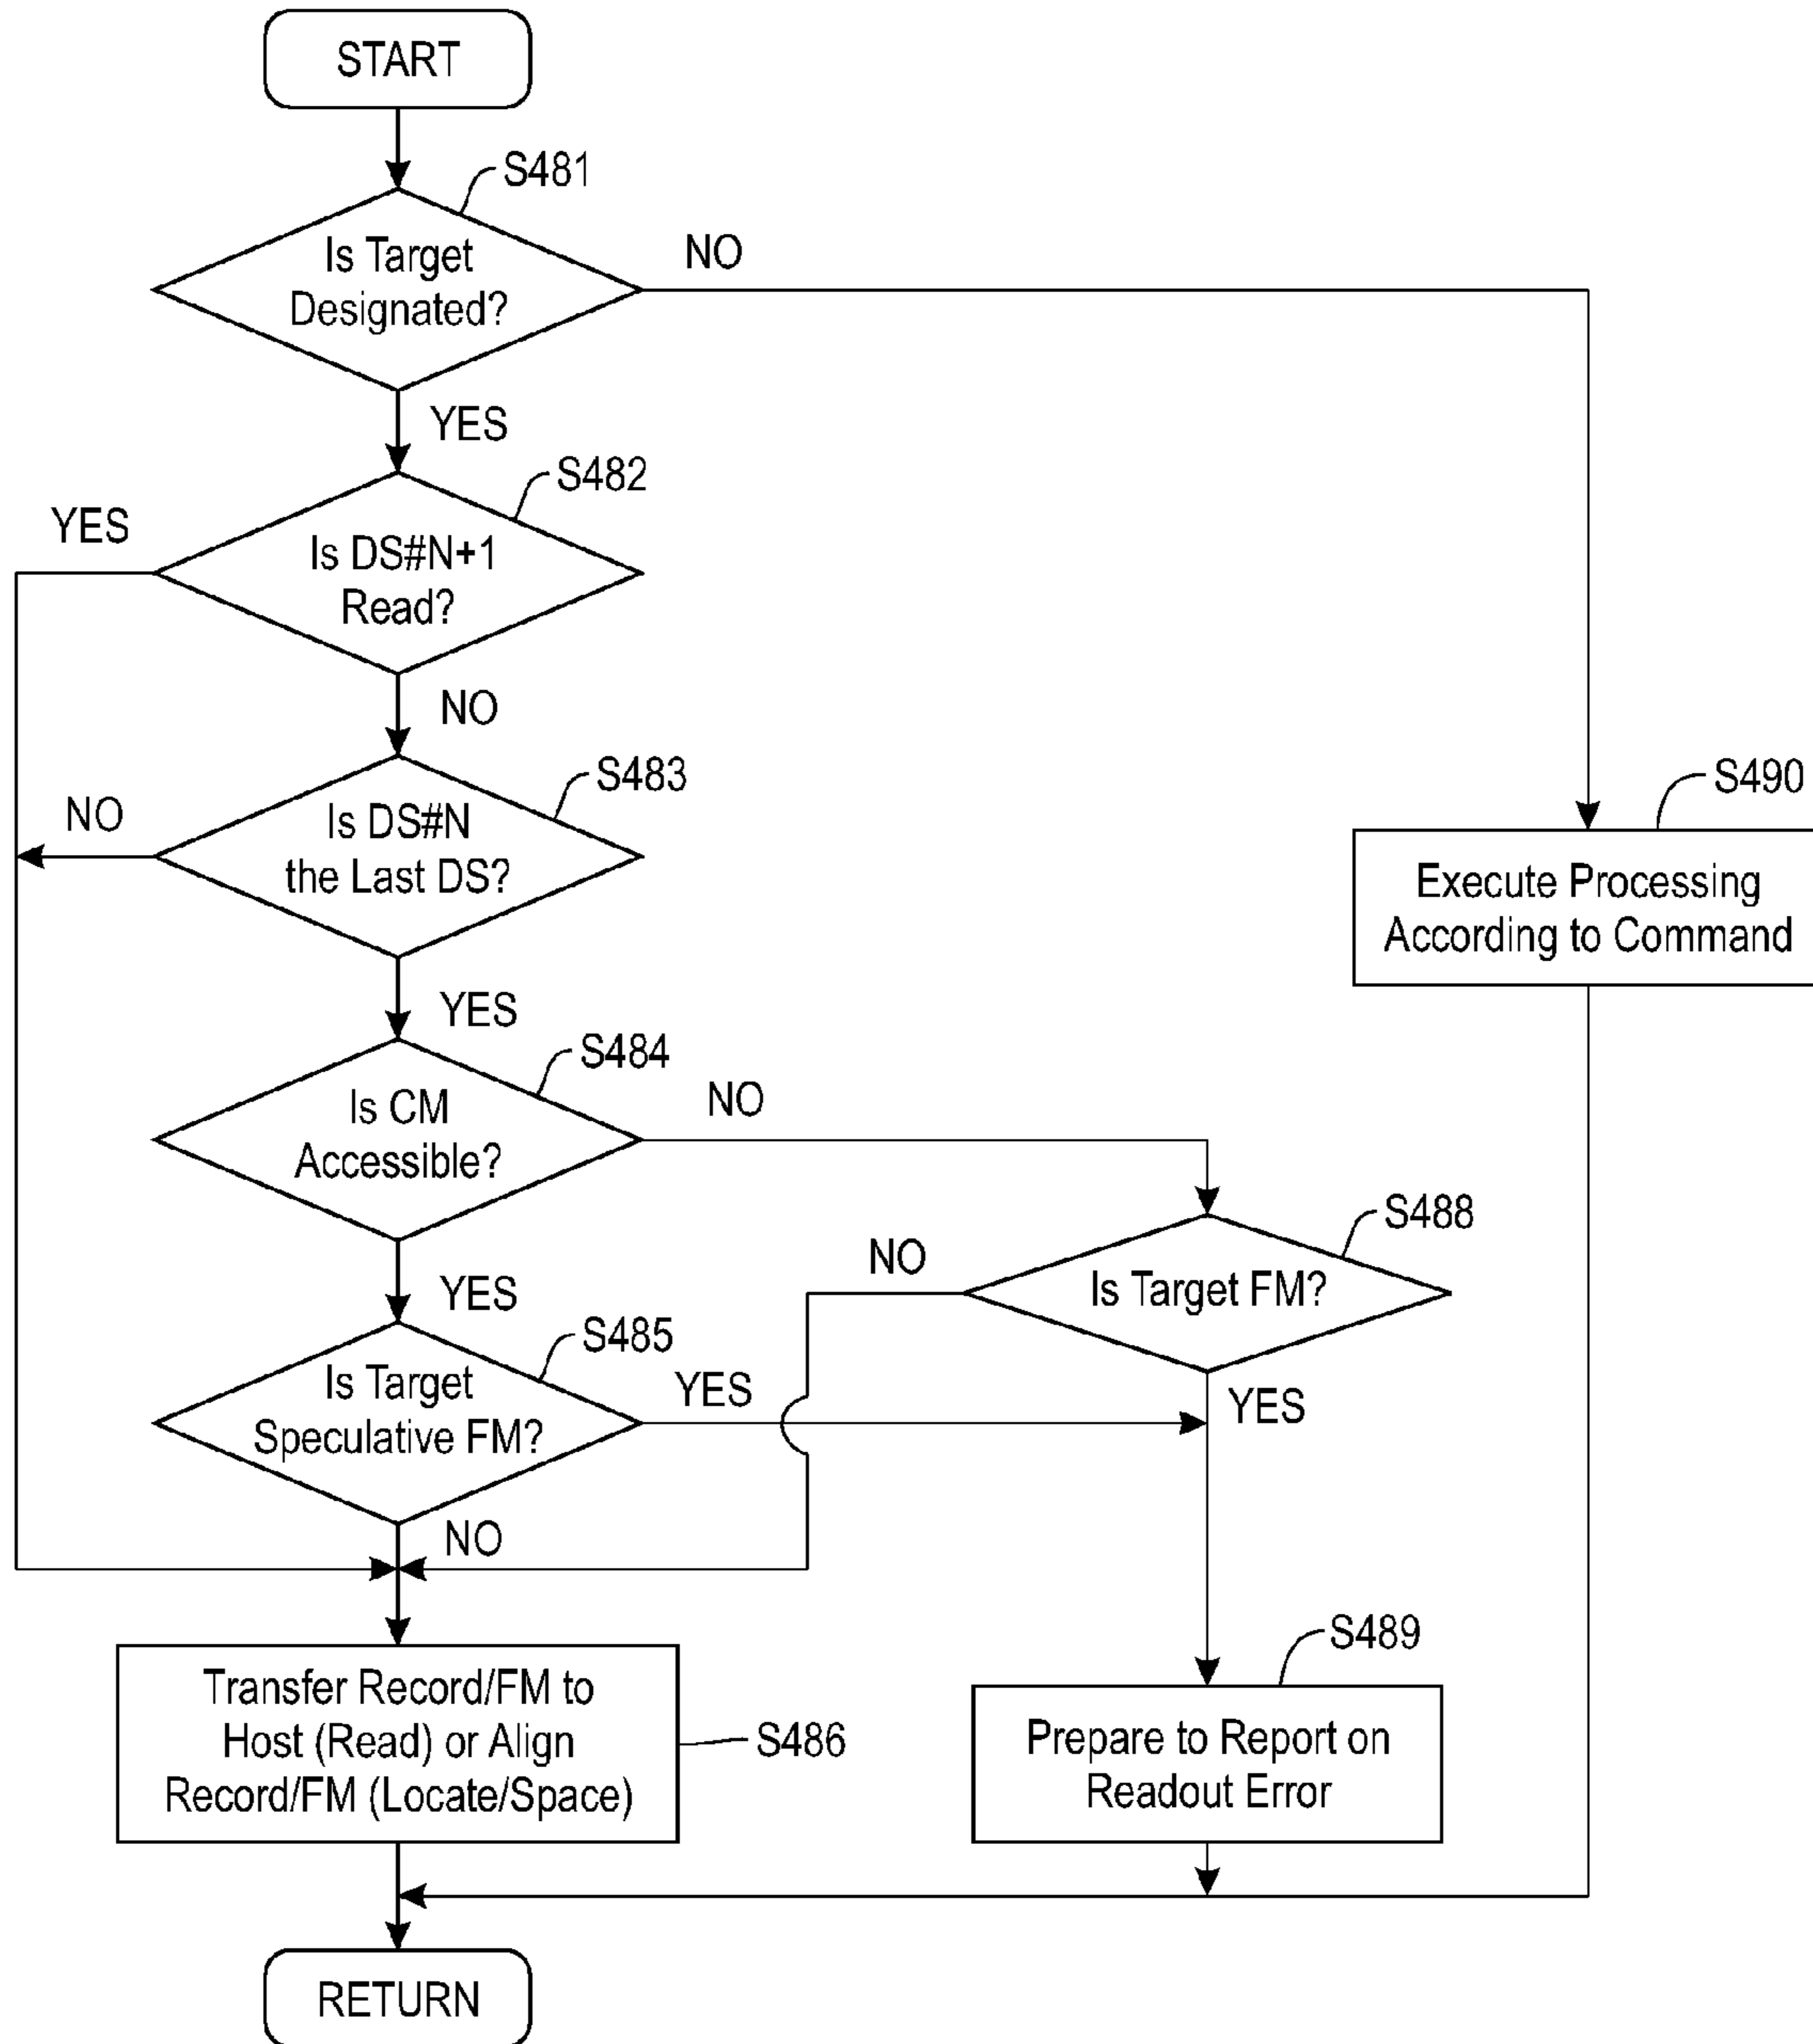 START
S481
Is Target
Designated?
NO
YES
S482
YES
Is DS#N+1
Read?
NO
S483
NO
Is DS#N
the Last DS?
S490
Execute Processing
According to Command
YES
S484
Is CM
Accessible?
NO
S488
NO
Is Target FM?
YES
S485
Is Target
Speculative FM?
YES
YES
NO
S489
Transfer Record/FM to
Host (Read) or Align
Record/FM (Locate/Space)
S486
Prepare to Report on
Readout Error
RETURN